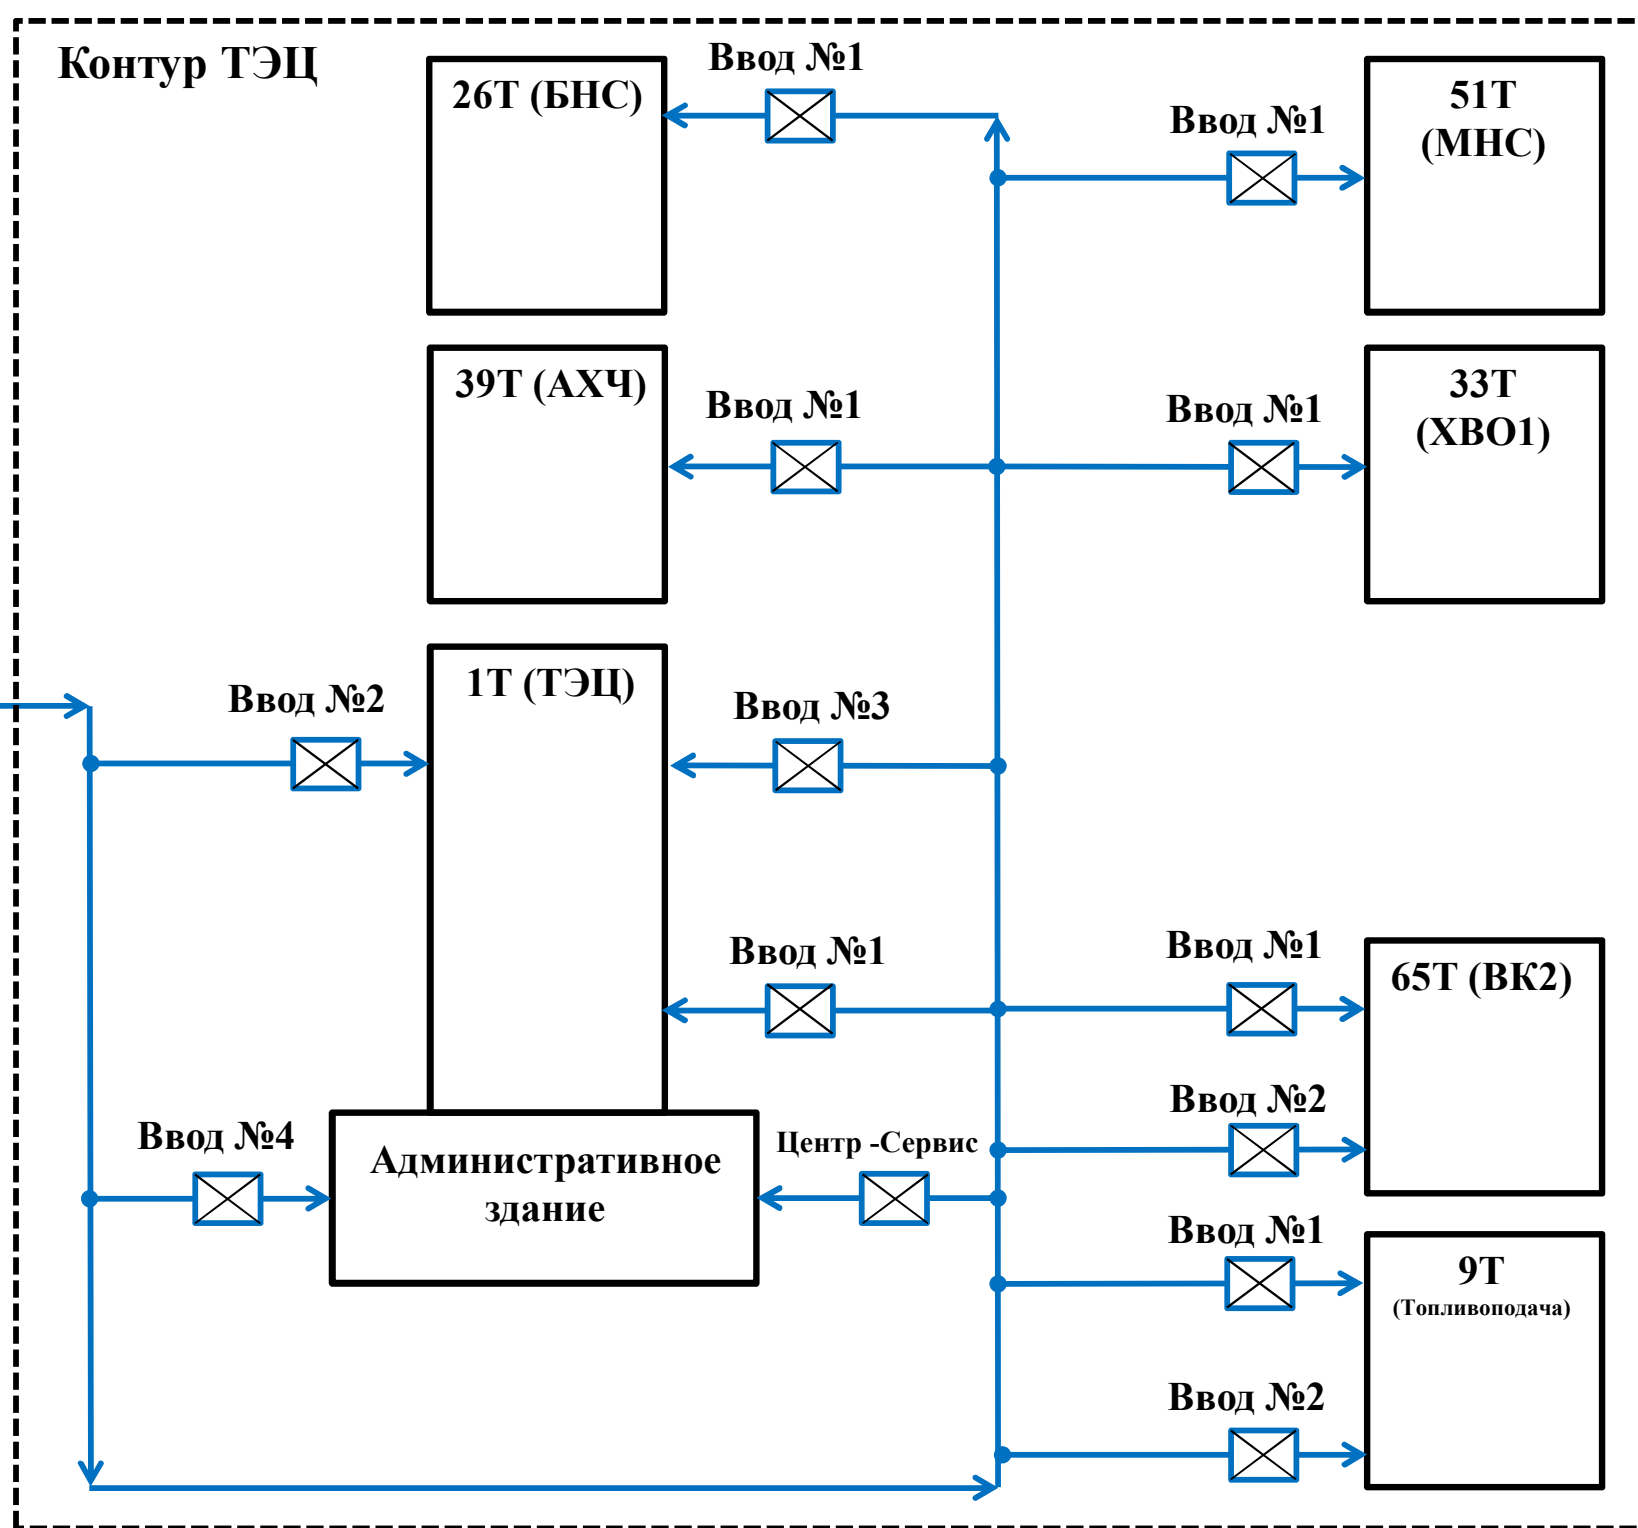 Контур ТЭЦ
26Т (БНС)
Ввод №1
Ввод №1
51Т
(МНС)
39Т (АХЧ)
Ввод №1
Ввод №1
33Т
(ХВО1)
Ввод №2
1Т (ТЭЦ)
Ввод №3
Ввод №1
Ввод №1
65Т (ВК2)
Ввод №2
Ввод №4
Административное
здание
Центр -Сервис
Ввод №1
9Т
(Топливоподача)
Ввод №2